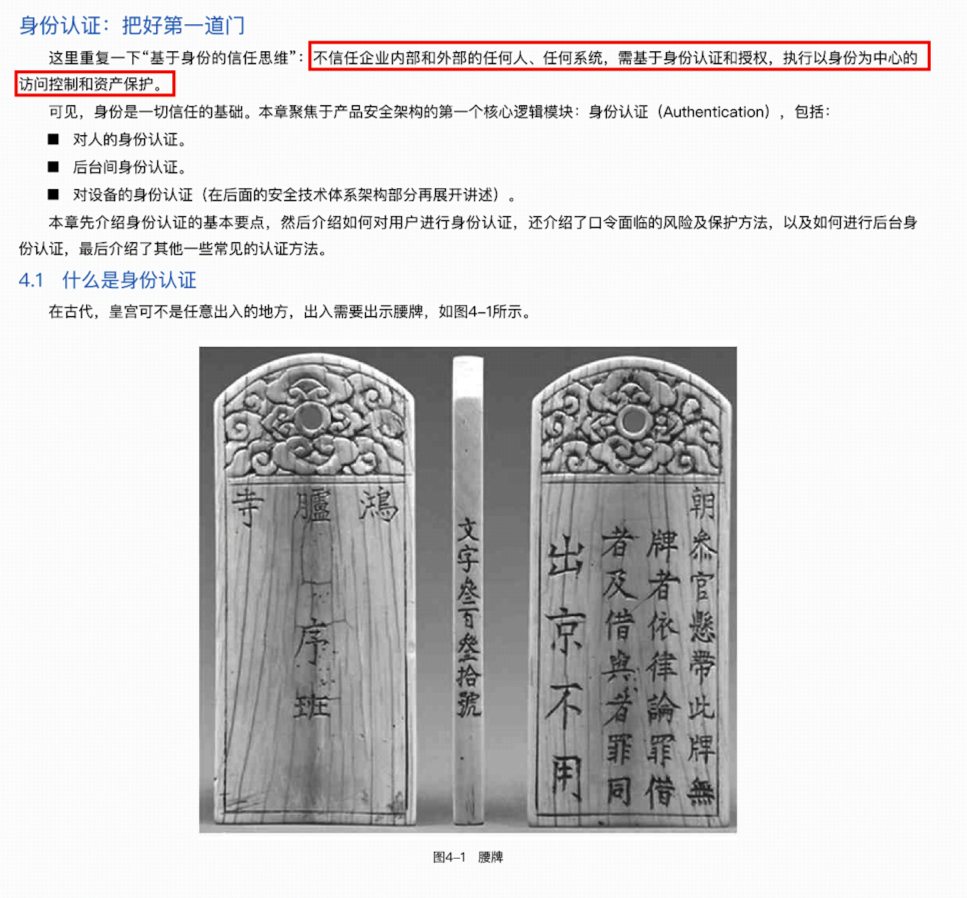 身份认证：把好第一道门
这里重复一下“基于身份的信任思维”：不信任企业内部和外部的任何人、任何系统，需基于身份认证和授权，执行以身份为中心的
访问控制和资产保护。
可见，身份是一切信任的基础。本章聚焦于产品安全架构的第一个核心逻辑模块：身份认证（Authentication），包括：
■ 对人的身份认证。
■ 后台间身份认证。
■ 对设备的身份认证（在后面的安全技术体系架构部分再展开讲述）。
本章先介绍身份认证的基本要点，然后介绍如何对用户进行身份认证，还介绍了口令面临的风险及保护方法，以及如何进行后台身
份认证，最后介绍了其他一些常见的认证方法。
4.1 什么是身份认证
在古代，皇宫可不是任意出入的地方，出入需要出示腰牌，如图4-1所示。
鴻臚寺
序班
文字叄百叄拾號
朝叅官懸帶此牌無
牌者依律論罪借
者及借與者罪同
出京不用
图4-1 腰牌